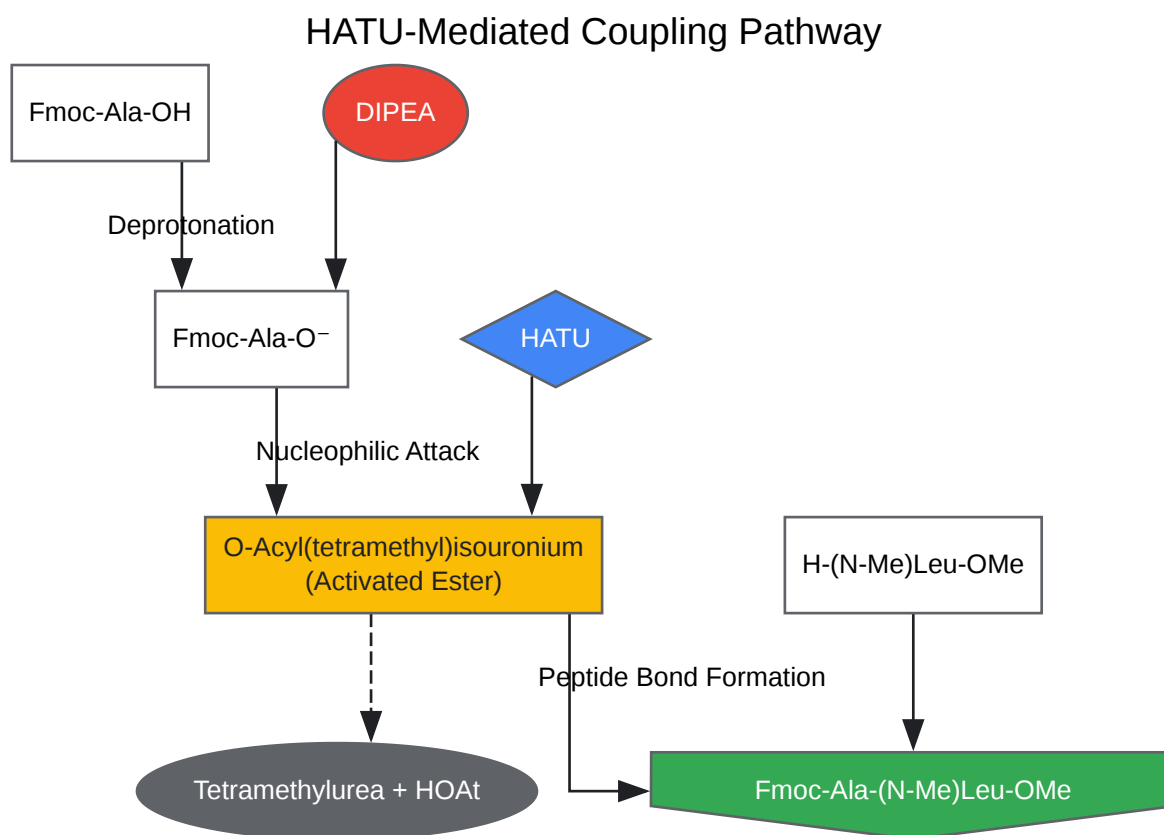 HATU-Mediated Coupling Pathway
Fmoc-Ala-OH
DIPEA
Deprotonation
Fmoc-Ala-O⁻
HATU
Nucleophilic Attack
O-Acyl(tetramethyl)isouronium
(Activated Ester)
H-(N-Me)Leu-OMe
Peptide Bond Formation
Tetramethylurea + HOAt
Fmoc-Ala-(N-Me)Leu-OMe